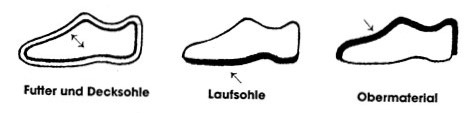 Futter und Decksohle
Laufsohle
Obermaterial